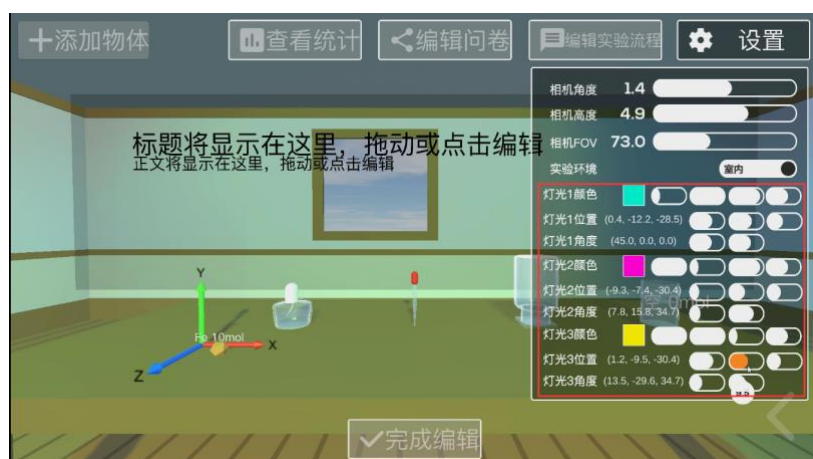 添加物体
查看统计
编辑问卷
编辑实验流程
设置
相机角度 1.4
相机高度 4.9
标题将显示在这里，拖动或点击编辑
相机FOV 73.0
正文将显示在这里，拖动或点击编辑
实验环境 室内
灯光1颜色
灯光1位置 (0.4, -12.2, -28.5)
灯光1角度 (45.0, 0.0, 0.0)
灯光2颜色
灯光2位置 (-9.3, -7.4, -30.4)
空 0mol
灯光2角度 (7.8, 15.8, 34.7)
灯光3颜色
灯光3位置 (1.2, -9.5, -30.4)
灯光3角度 (13.5, -29.6, 34.7)
Y
Fe 10mol
X
Z
完成编辑